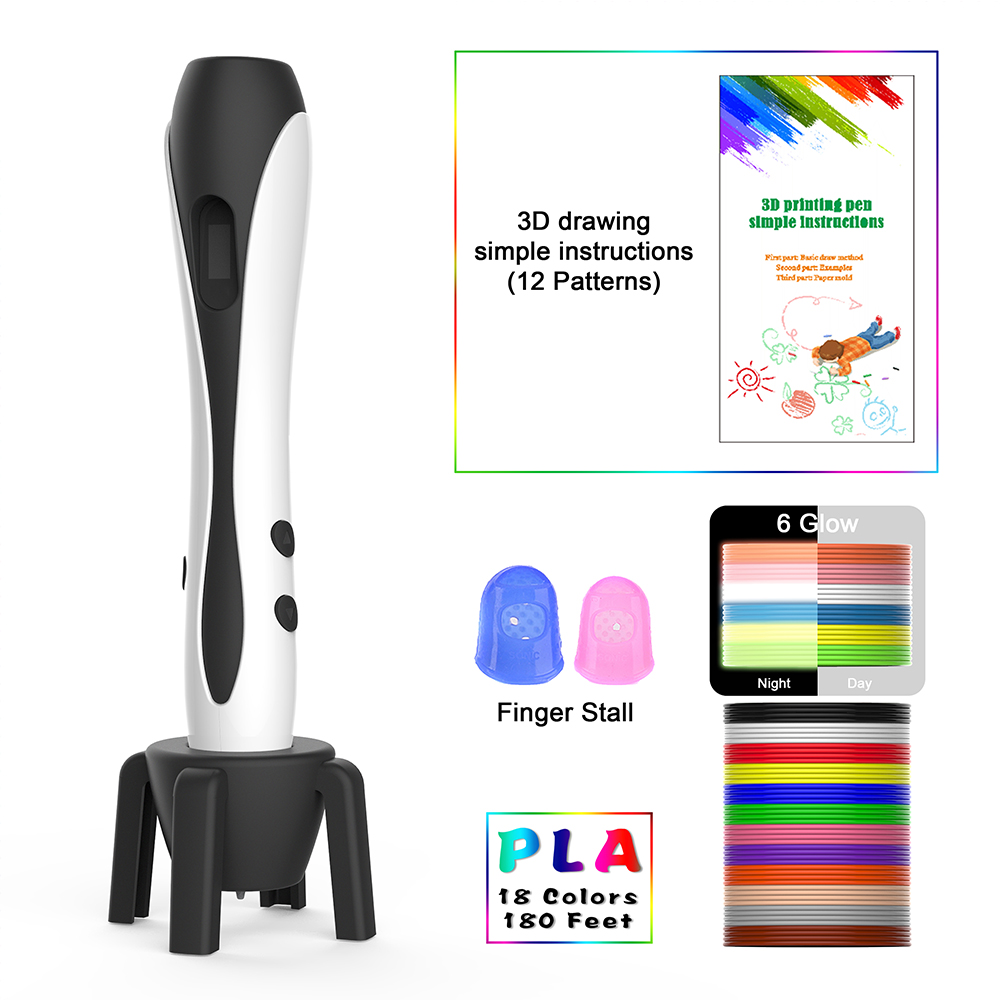 3D drawing
simple instructions
(12 Patterns)
3D printing pen
simple instructions
First part: Basic draw method
Second part: Examples
Third part: Paper mold
6 Glow
Night
Day
Finger Stall
PLA
18 Colors
180 Feet